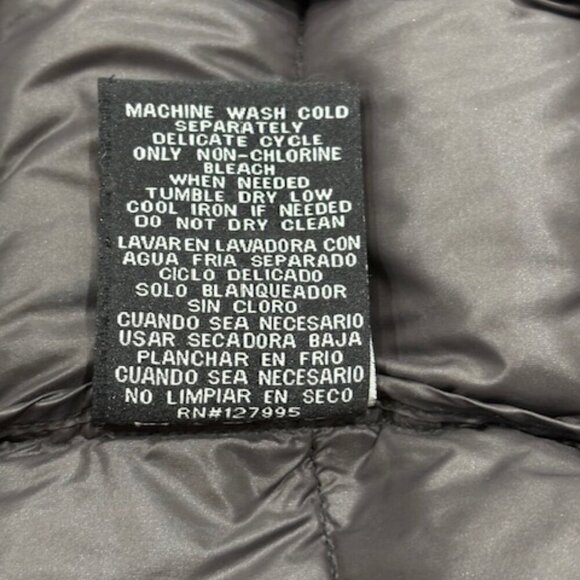 MACHINE WASH COLD
SEPARATELY
DELICATE CYCLE
ONLY NON-CHLORINE
BLEACH
WHEN NEEDED
TUMBLE DRY LOW
COOL IRON IF NEEDED
DO NOT DRY CLEAN
LAVAR EN LAVADORA CON
AGUA FRIA SEPARADO
CICLO DELICADO
SOLO BLANQUEADOR
SIN CLORO
CUANDO SEA NECESARIO
USAR SECADORA BAJA
PLANCHAR EN FRIO
CUANDO SEA NECESARIO
NO LIMPIAR EN SECO
RN#127995